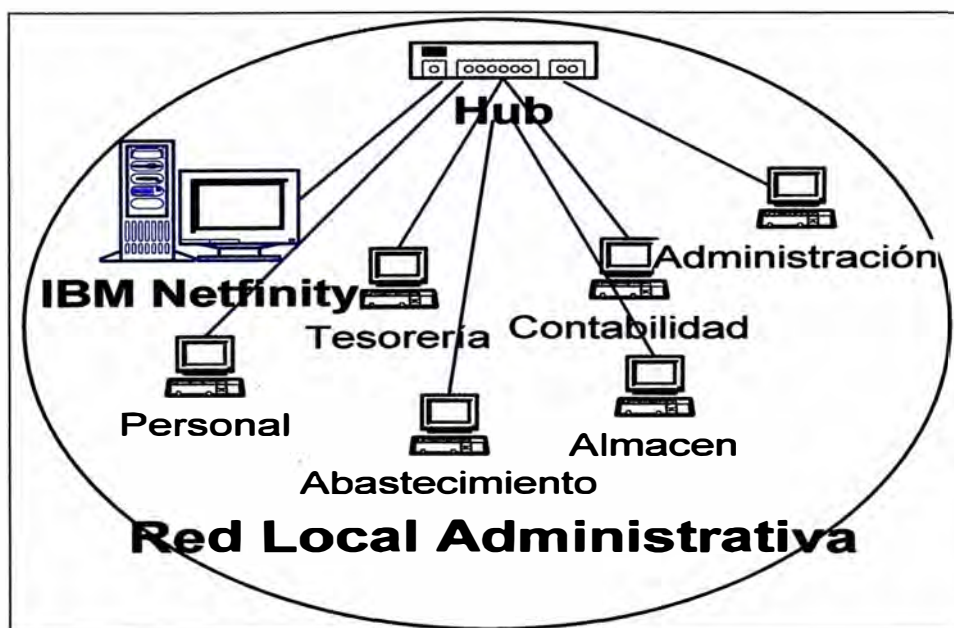 Hub
IBM Netfinity
Administración
Tesorería
Contabilidad
Personal
Almacen
Abastecimiento
Red Local Administrativa